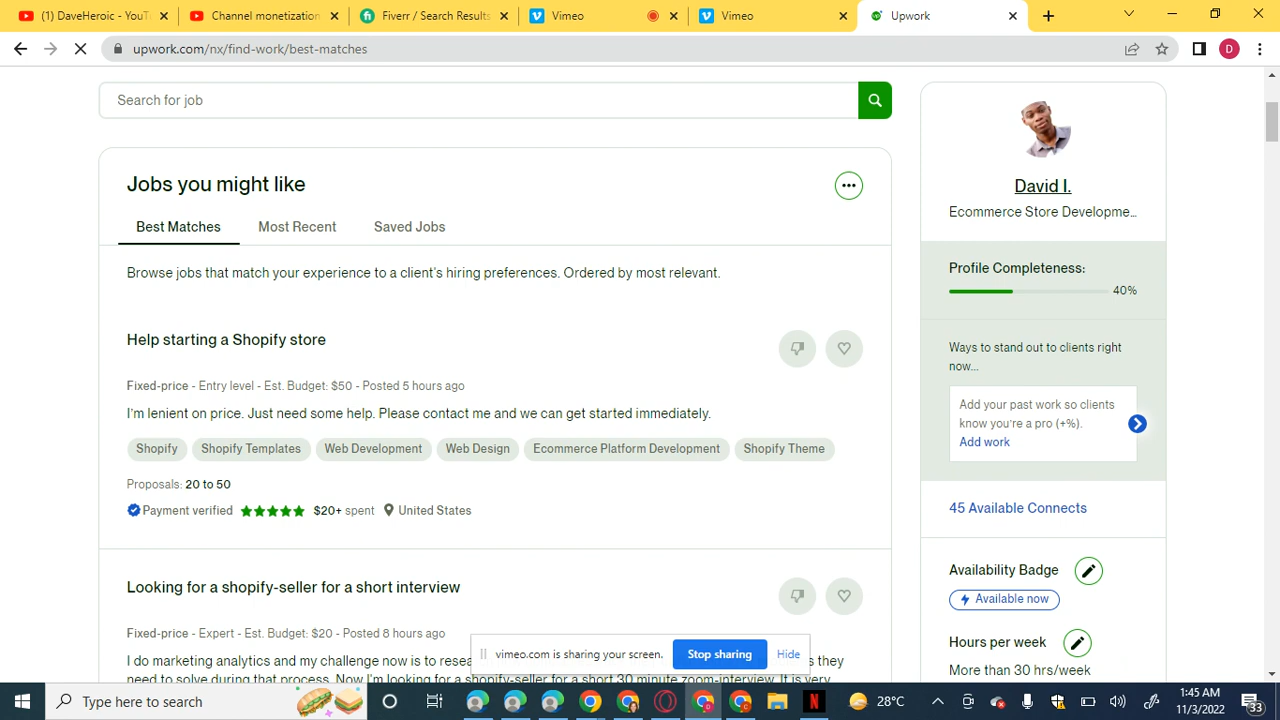 (1) DaveHeroic - YouT
Channel monetization
Fiverr / Search Results
Vimeo
Vimeo
Upwork
upwork.com/nx/find-work/best-matches
D
Search for job
Jobs you might like
Best Matches
Most Recent
Saved Jobs
Browse jobs that match your experience to a client's hiring preferences. Ordered by most relevant.
Help starting a Shopify store
Fixed-price - Entry level - Est. Budget: $50 - Posted 5 hours ago
I'm lenient on price. Just need some help. Please contact me and we can get started immediately.
Shopify Shopify Templates Web Development Web Design Ecommerce Platform Development Shopify Theme
Proposals: 20 to 50
Payment verified $20+ spent United States
Looking for a shopify-seller for a short interview
Fixed-price - Expert - Est. Budget: $20 - Posted 8 hours ago
I do marketing analytics and my challenge now is to resea s they
need to solve during that process. Now I'm looking for a shopify-seller for a short 30 minute zoom-interview. It is very
David I.
Ecommerce Store Developme...
Profile Completeness:
40%
Ways to stand out to clients right
now...
Add your past work so clients
know you're a pro (+%).
Add work
45 Available Connects
Availability Badge
Available now
Hours per week
More than 30 hrs/week
vimeo.com is sharing your screen. Stop sharing Hide
Type here to search
28°C
1:45 AM
11/3/2022
33